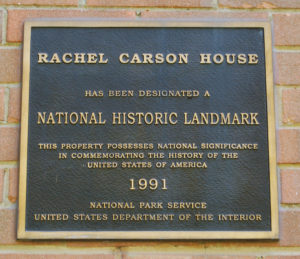 RACHEL CARSON HOUSE
HAS BEEN DESIGNATED A
NATIONAL HISTORIC LANDMARK
THIS PROPERTY POSSESSES NATIONAL SIGNIFICANCE
IN COMMEMORATING THE HISTORY OF THE
UNITED STATES OF AMERICA
1991
NATIONAL PARK SERVICE
UNITED STATES DEPARTMENT OF THE INTERIOR